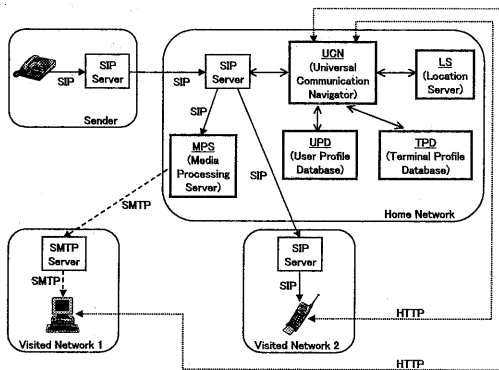 SIP
SIP
Server
Sender
SIP
SIP
Server
UCN
(Universal
Communication
Navigator)
LS
(Location
Server)
SIP
MPS
(Media
Processing
Server)
SIP
UPD
(User Profile
Database)
TPD
(Terminal Profile
Database)
Home Network
SMTP
SMTP
Server
SMTP
Visited Network 1
SIP
Server
SIP
Visited Network 2
HTTP
HTTP